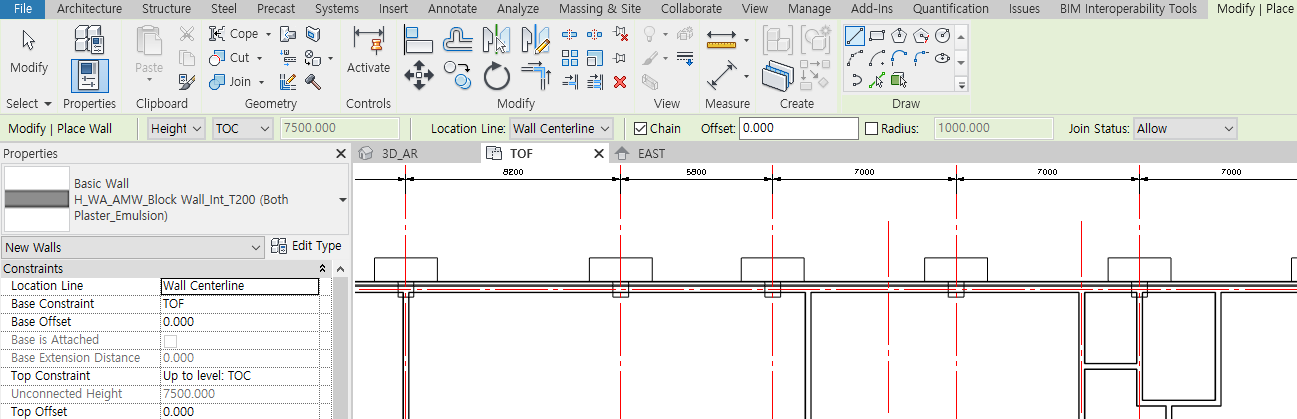 File Architecture Structure Steel Precast Systems Insert Annotate Analyze Massing & Site Collaborate View Manage Add-Ins Quantification Issues BIM Interoperability Tools Modify | Place
Cope
Cut
Modify Paste Join Activate
Select Properties Clipboard Geometry Controls Modify View Measure Create Draw
Modify | Place Wall Height TOC 7500.000 Location Line: Wall Centerline Chain Offset: 0.000 Radius: 1000.000 Join Status: Allow
Properties 3D_AR TOF EAST
Basic Wall
H_WA_AMW_Block Wall_Int_T200 (Both
Plaster_Emulsion)
New Walls Edit Type
Constraints
Location Line Wall Centerline
Base Constraint TOF
Base Offset 0.000
Base is Attached
Base Extension Distance 0.000
Top Constraint Up to level: TOC
Unconnected Height 7500.000
Top Offset 0.000
7000 7000 7000